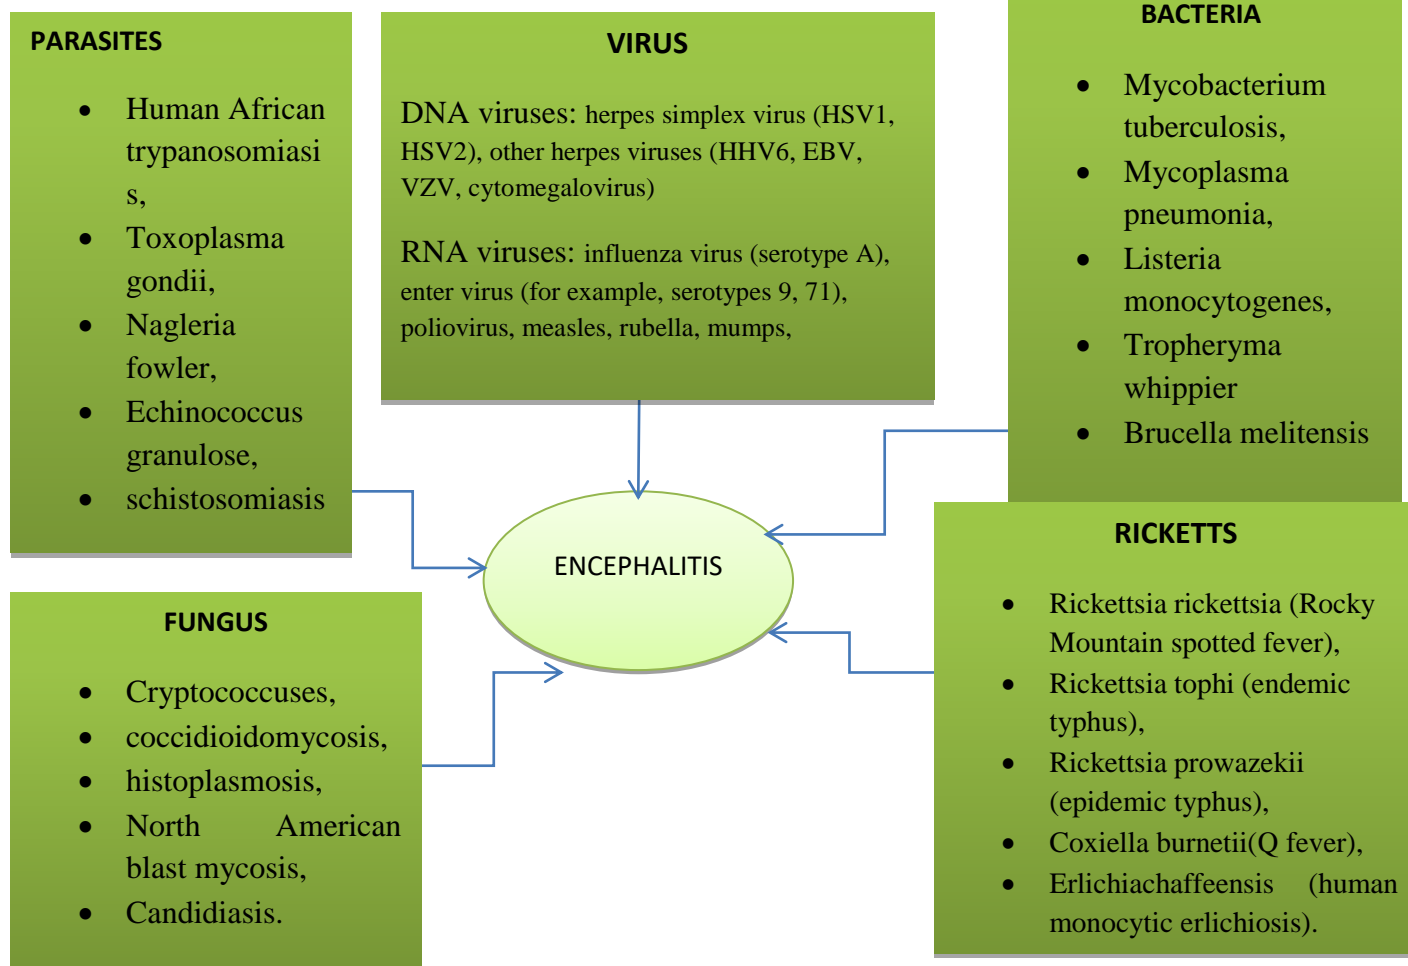 PARASITES
• Human African
trypanosomiasi
s,
• Toxoplasma
gondii,
• Nagleria
fowler,
• Echinococcus
granulose,
• schistosomiasis
VIRUS
DNA viruses: herpes simplex virus (HSV1,
HSV2), other herpes viruses (HHV6, EBV,
VZV, cytomegalovirus)
RNA viruses: influenza virus (serotype A),
enter virus (for example, serotypes 9, 71),
poliovirus, measles, rubella, mumps,
BACTERIA
• Mycobacterium
tuberculosis,
• Mycoplasma
pneumonia,
• Listeria
monocytogenes,
• Tropheryma
whippier
• Brucella melitensis
ENCEPHALITIS
FUNGUS
• Cryptococcuses,
• coccidioidomycosis,
• histoplasmosis,
• North American
blast mycosis,
• Candidiasis.
RICKETTS
• Rickettsia rickettsia (Rocky
Mountain spotted fever),
• Rickettsia tophi (endemic
typhus),
• Rickettsia prowazekii
(epidemic typhus),
• Coxiella burnetii(Q fever),
• Erlichiachaffeensis (human
monocytic erlichiosis).